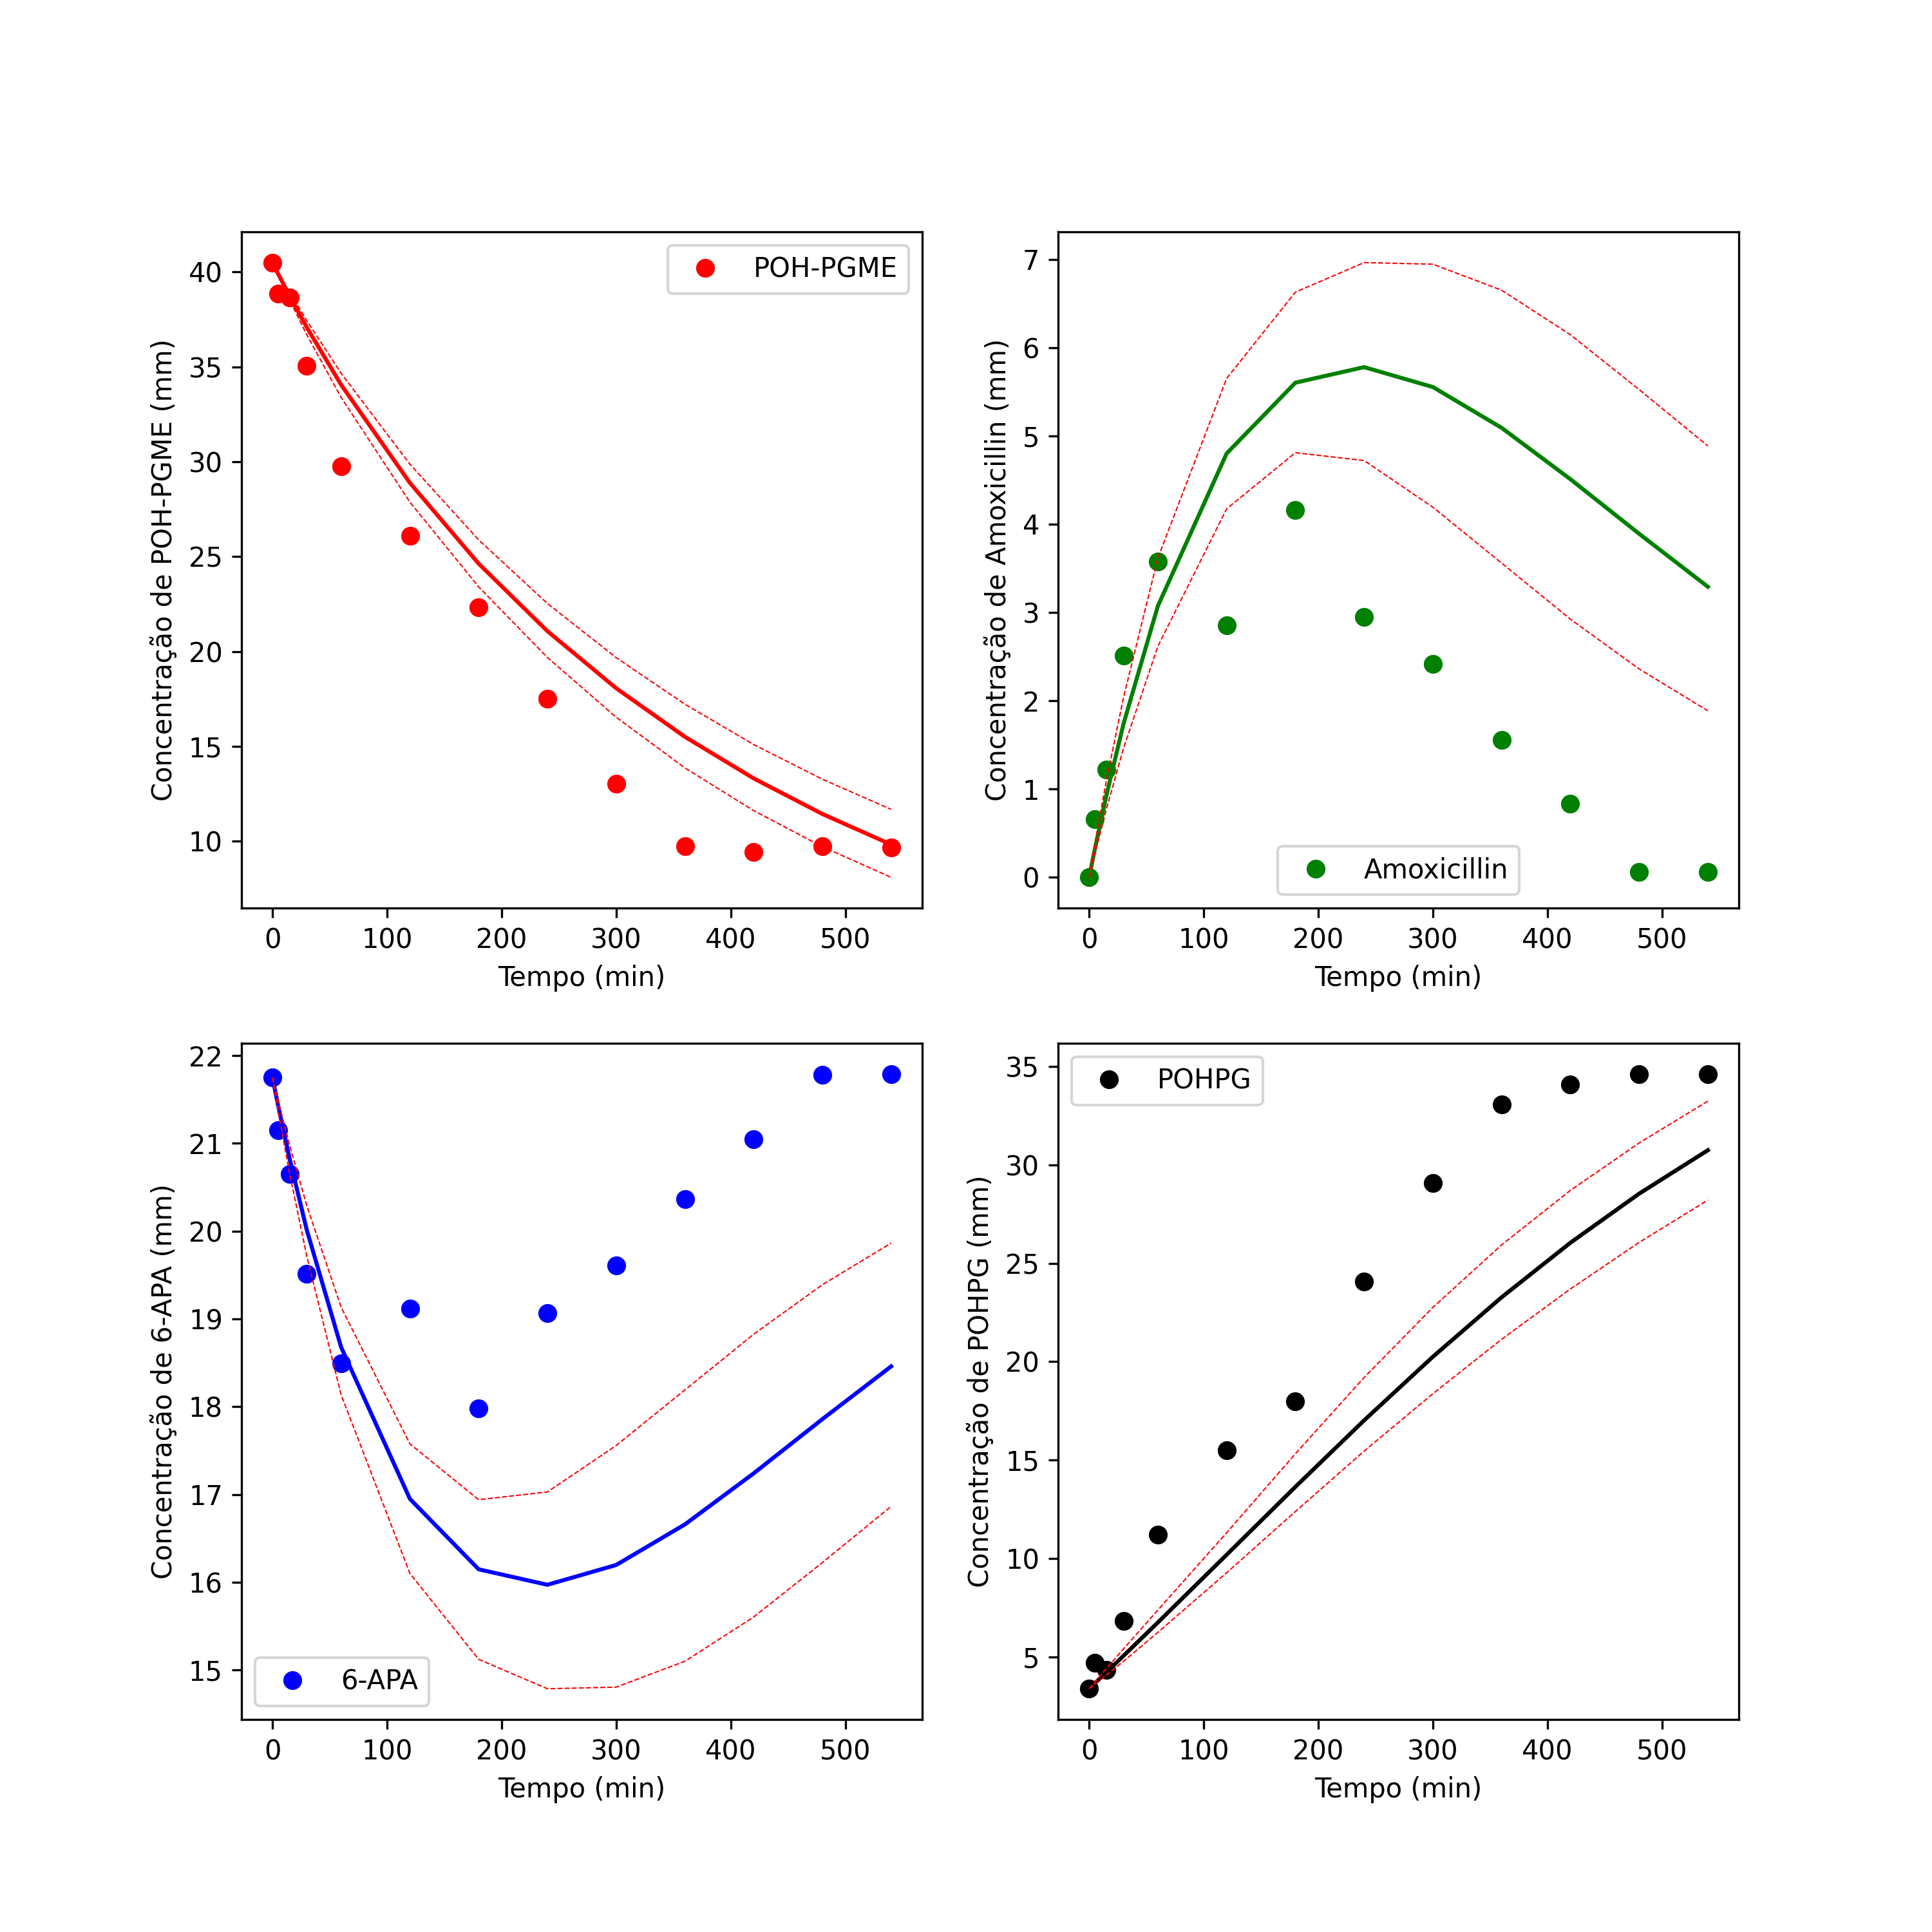 POH-PGME
40
35
30
25
20
15
10
Concentração de POH-PGME (mm)
0 100 200 300 400 500
Tempo (min)
7
6
5
4
3
2
1
0
Concentração de Amoxicillin (mm)
Amoxicillin
0 100 200 300 400 500
Tempo (min)
22
21
20
19
18
17
16
15
Concentração de 6-APA (mm)
6-APA
0 100 200 300 400 500
Tempo (min)
POHPG
35
30
25
20
15
10
5
Concentração de POHPG (mm)
0 100 200 300 400 500
Tempo (min)